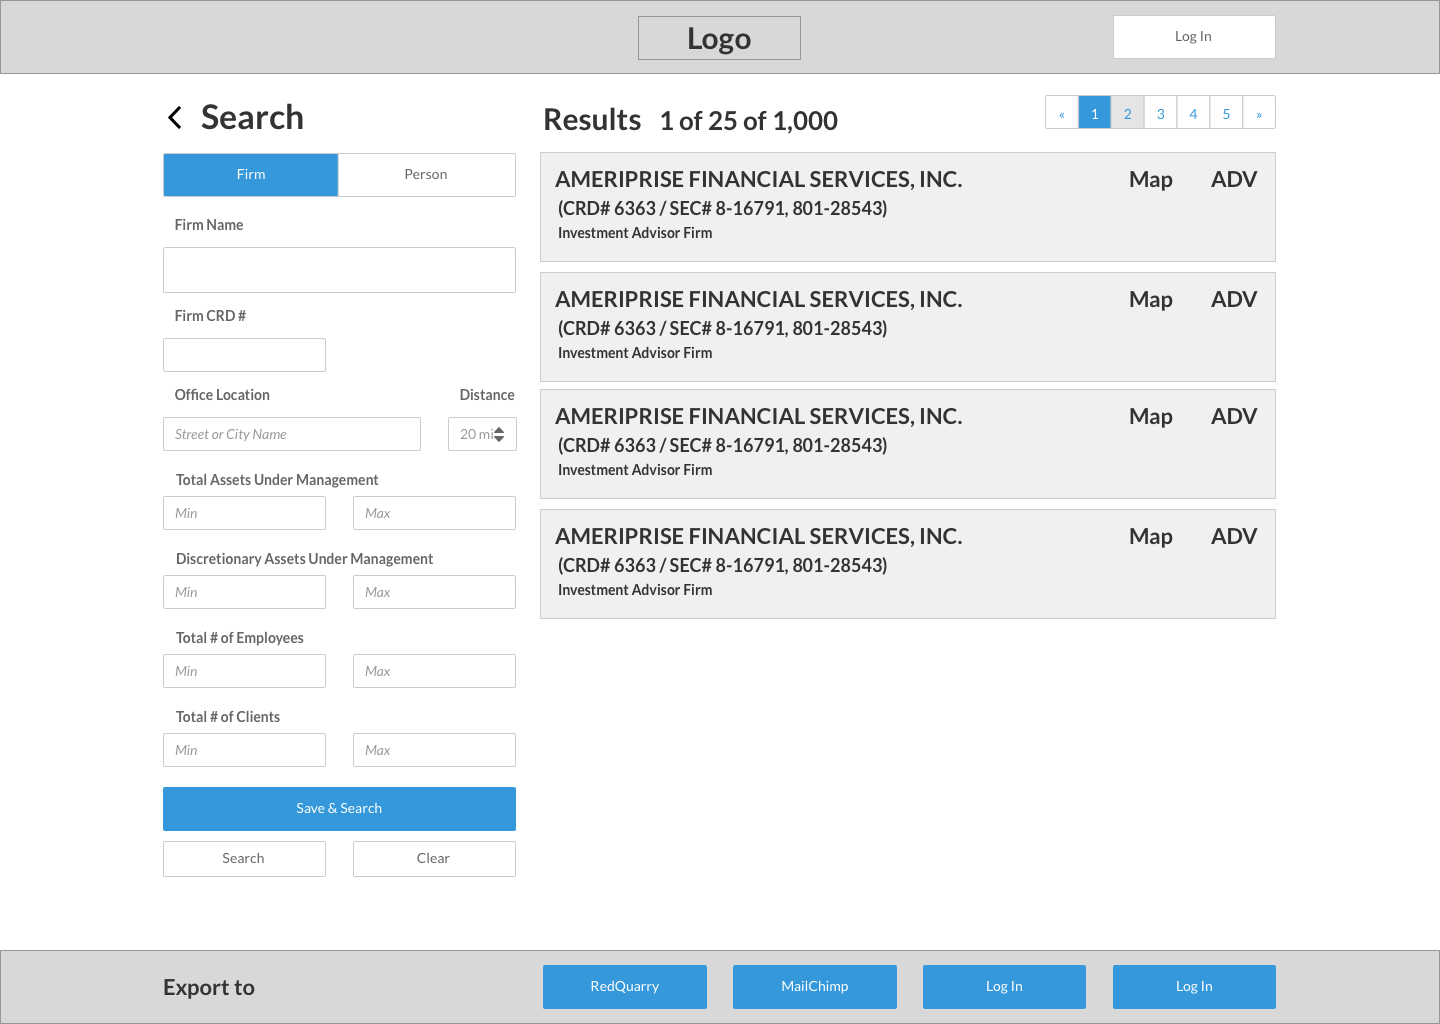 Logo
Log In
Search
Firm
Person
Firm Name
Firm CRD #
Office Location
Distance
Street or City Name
20 mi
Total Assets Under Management
Min
Max
Discretionary Assets Under Management
Min
Max
Total # of Employees
Min
Max
Total # of Clients
Min
Max
Save & Search
Search
Clear
Results 1 of 25 of 1,000
« 1 2 3 4 5 »
AMERIPRISE FINANCIAL SERVICES, INC.
Map
ADV
(CRD# 6363 / SEC# 8-16791, 801-28543)
Investment Advisor Firm
AMERIPRISE FINANCIAL SERVICES, INC.
Map
ADV
(CRD# 6363 / SEC# 8-16791, 801-28543)
Investment Advisor Firm
AMERIPRISE FINANCIAL SERVICES, INC.
Map
ADV
(CRD# 6363 / SEC# 8-16791, 801-28543)
Investment Advisor Firm
AMERIPRISE FINANCIAL SERVICES, INC.
Map
ADV
(CRD# 6363 / SEC# 8-16791, 801-28543)
Investment Advisor Firm
Export to
RedQuarry
MailChimp
Log In
Log In